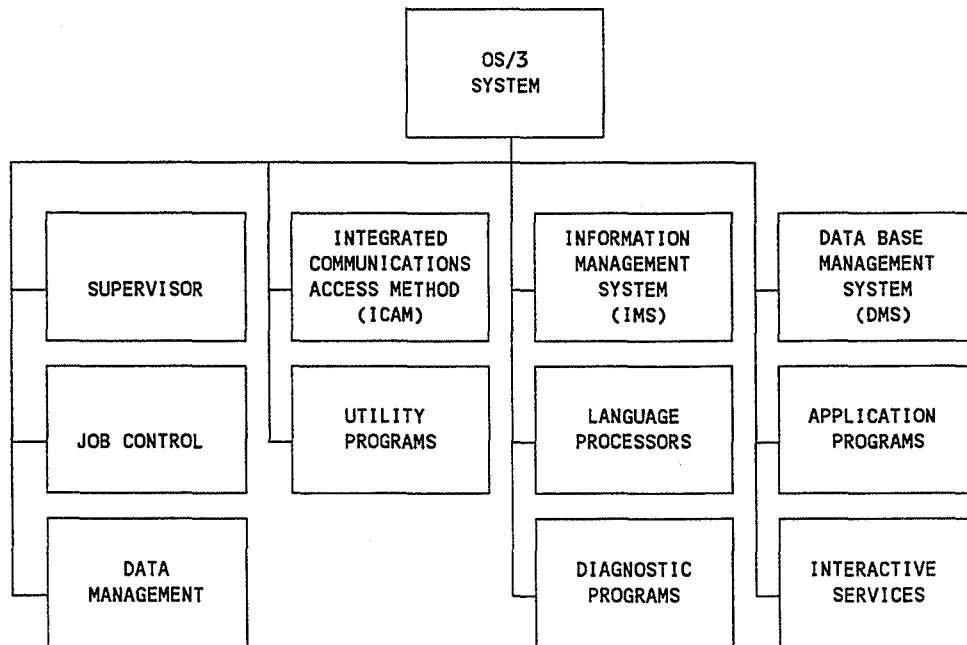 OS/3
SYSTEM
SUPERVISOR
INTEGRATED
COMMUNICATIONS
ACCESS METHOD
(ICAM)
INFORMATION
MANAGEMENT
SYSTEM
(IMS)
DATA BASE
MANAGEMENT
SYSTEM
(DMS)
JOB CONTROL
UTILITY
PROGRAMS
LANGUAGE
PROCESSORS
APPLICATION
PROGRAMS
DATA
MANAGEMENT
DIAGNOSTIC
PROGRAMS
INTERACTIVE
SERVICES